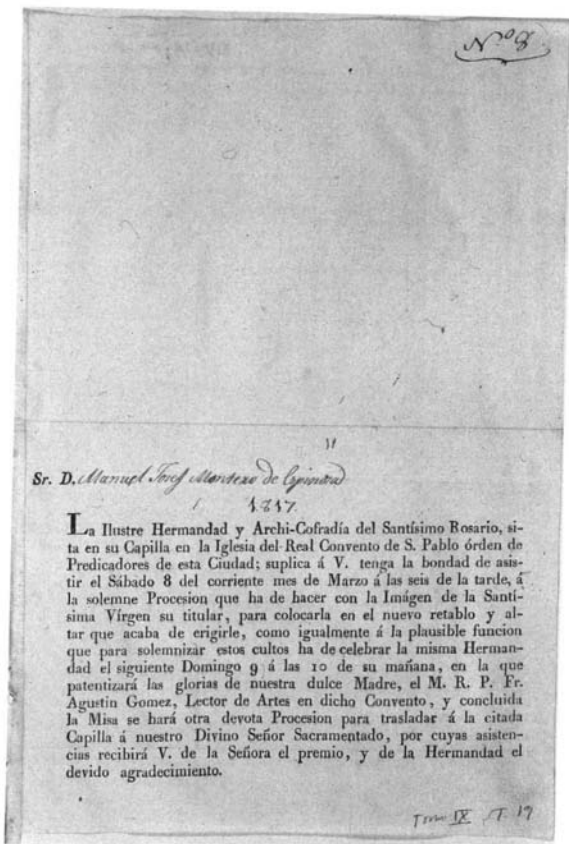 Nº 8
Sr. D. Manuel Josef Montero de Espinosa
1817
La Ilustre Hermandad y Archi-Cofradía del Santísimo Rosario, si-
ta en su Capilla en la Iglesia del Real Convento de S. Pablo órden de
Predicadores de esta Ciudad; suplica á V. tenga la bondad de asis-
tir el Sábado 8 del corriente mes de Marzo á las seis de la tarde, á
la solemne Procesion que ha de hacer con la Imágen de la Santí-
sima Vírgen su titular, para colocarla en el nuevo retablo y al-
tar que acaba de erigirle, como igualmente á la plausible funcion
que para solemnizar estos cultos ha de celebrar la misma Herman-
dad el siguiente Domingo 9 á las 10 de su mañana, en la que
patentizará las glorias de nuestra dulce Madre, el M. R. P. Fr.
Agustin Gomez, Lector de Artes en dicho Convento, y concluida
la Misa se hará otra devota Procesion para trasladar á la citada
Capilla á nuestro Divino Señor Sacramentado, por cuyas asisten-
cias recibirá V. de la Señora el premio, y de la Hermandad el
devido agradecimiento.
Tomo IX T. 19